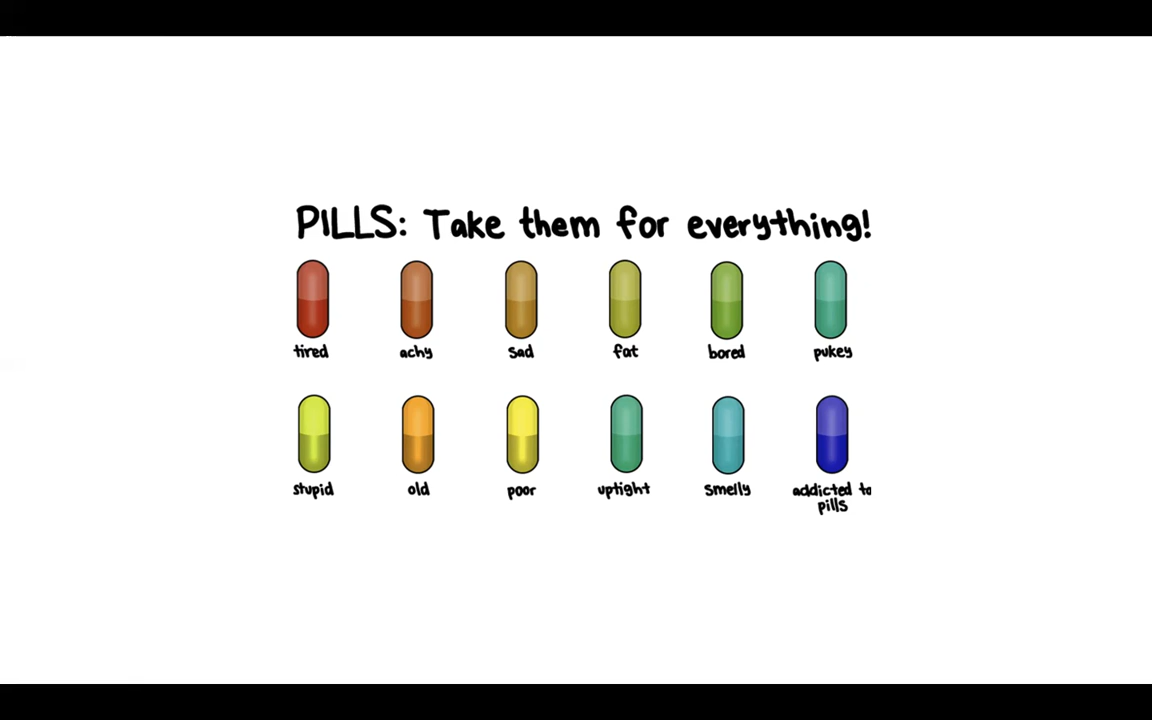 PILLS: Take them for everything!
tired achy sad fat bored pukey
stupid old poor uptight smelly addicted to
pills